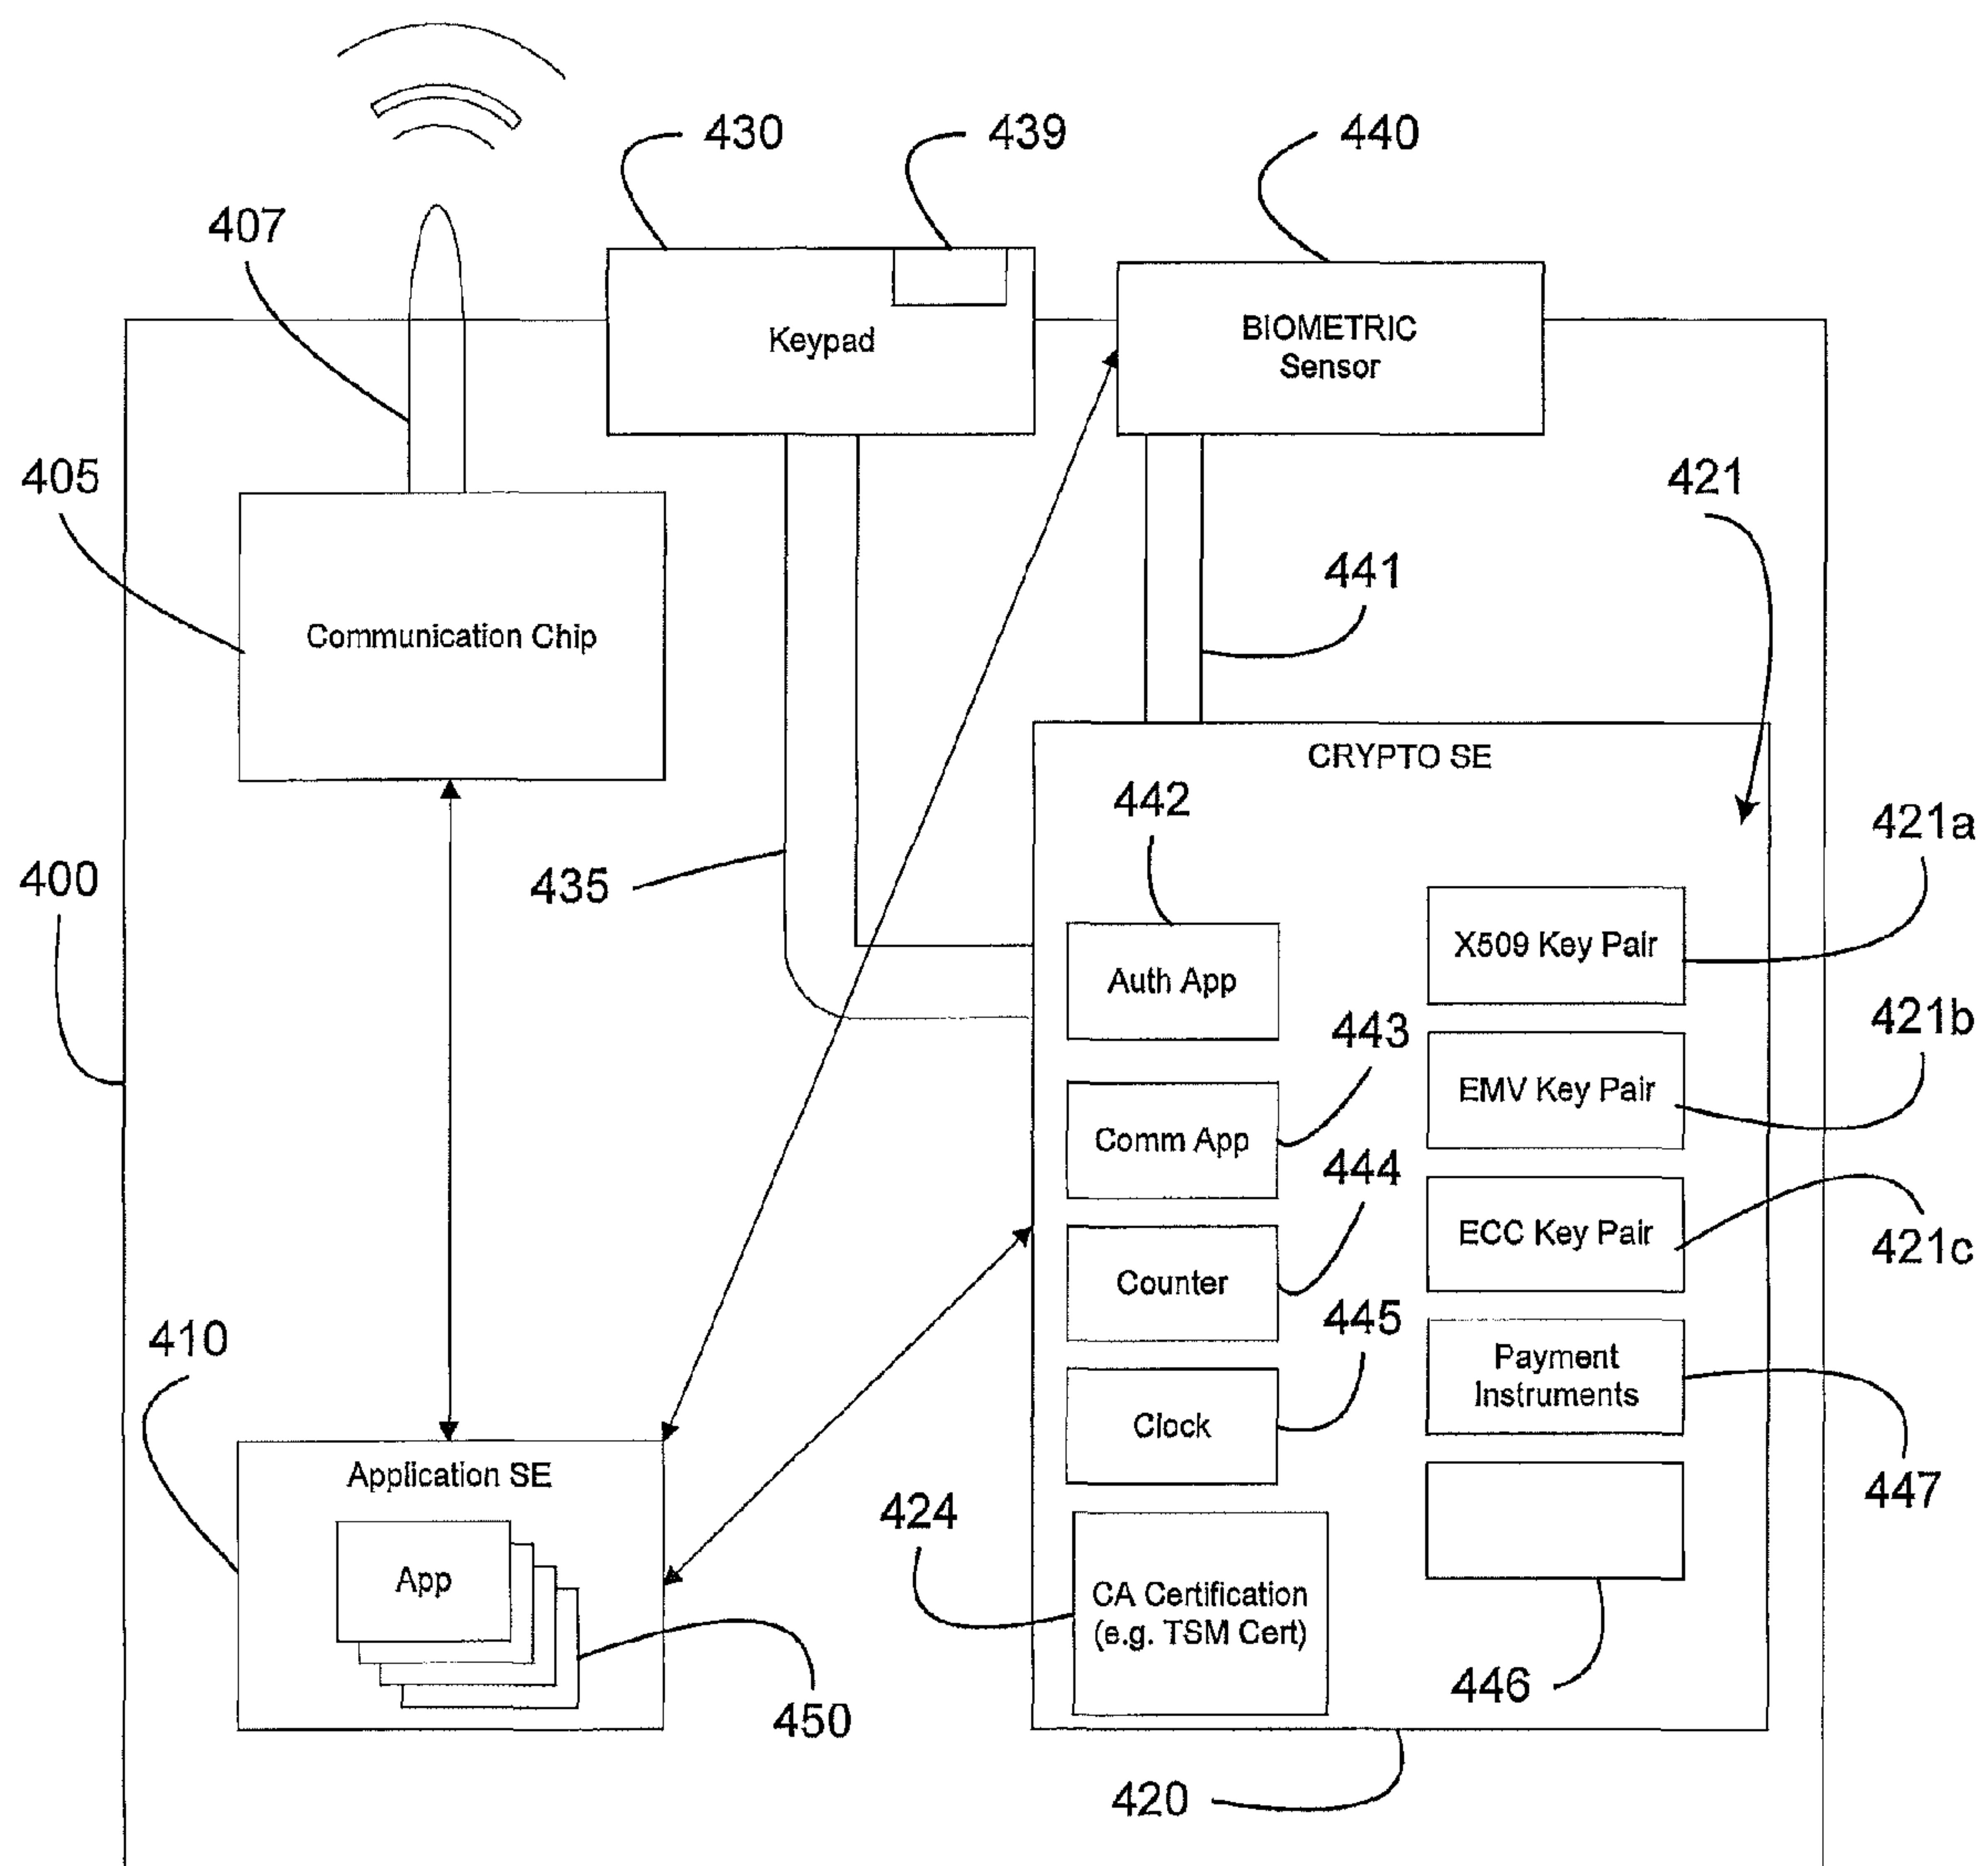 430
439
440
407
Keypad
BIOMETRIC
Sensor
405
421
441
Communication Chip
CRYPTO SE
442
421a
400
435
X509 Key Pair
Auth App
421b
443
EMV Key Pair
Comm App
444
ECC Key Pair
421c
Counter
445
410
Payment
Instruments
Clock
447
Application SE
424
App
CA Certification
(e.g. TSM Cert)
446
450
420